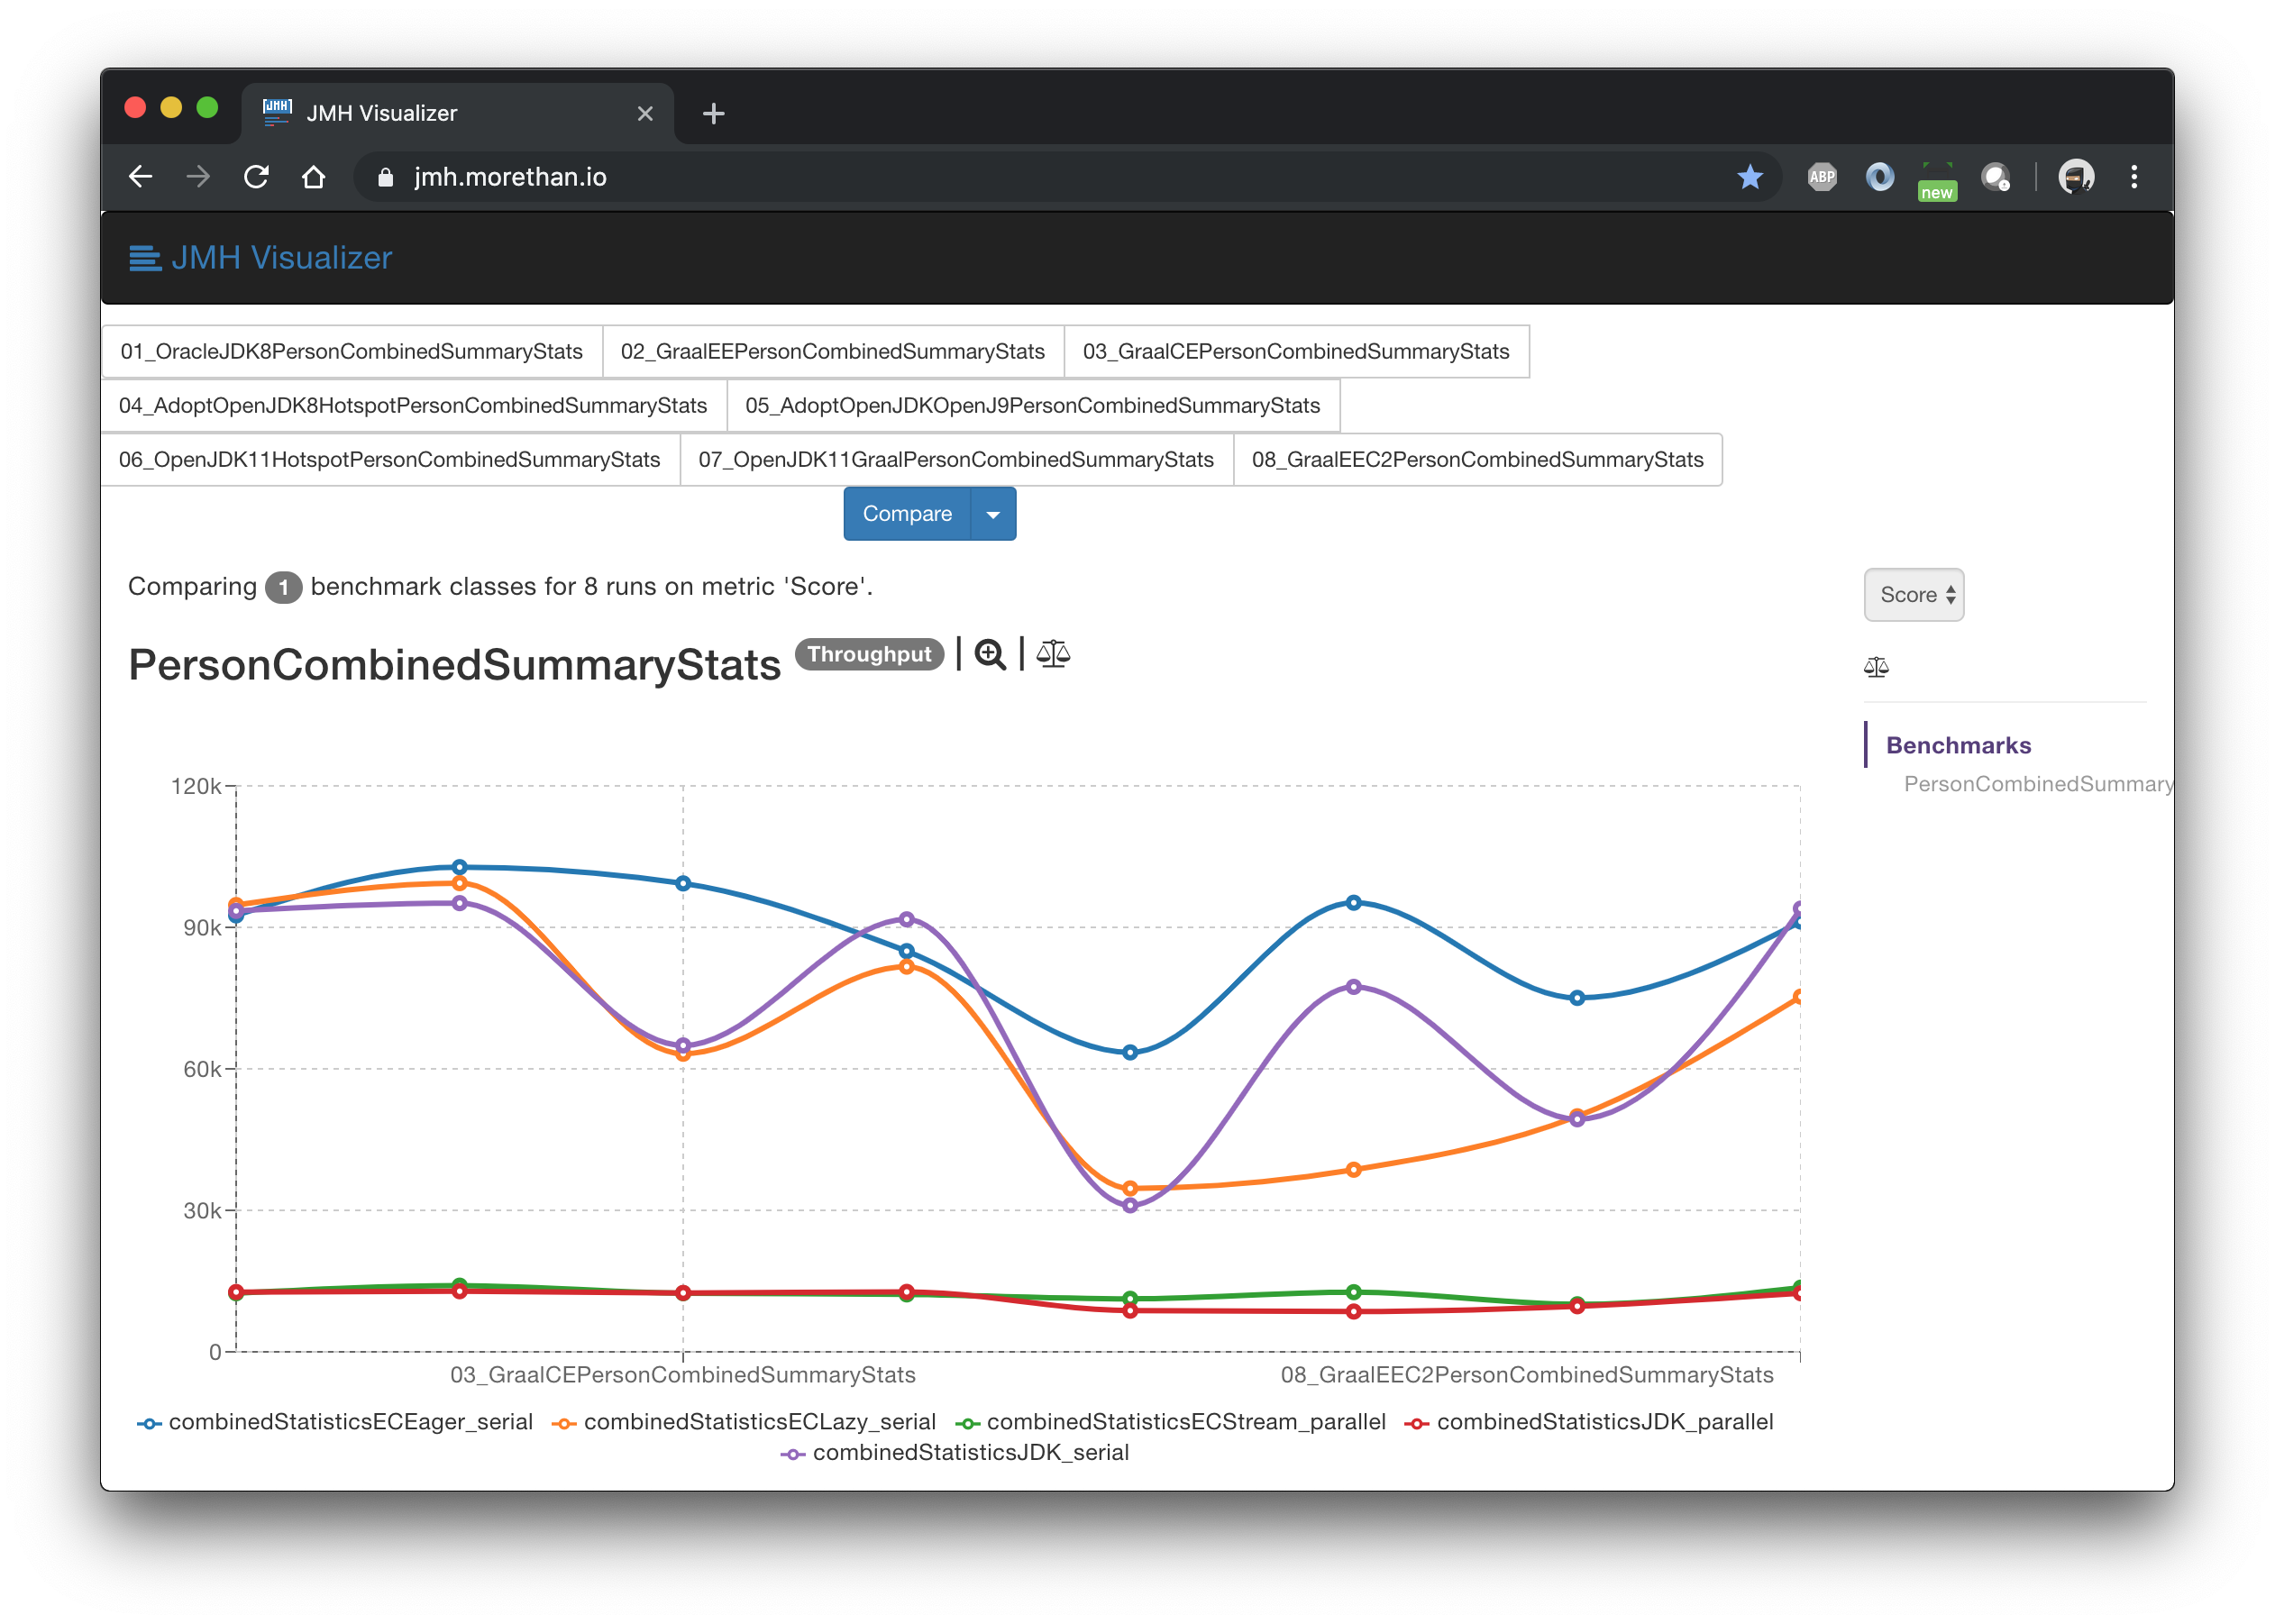 JMH
JMH Visualizer
jmh.morethan.io
ABP
new
JMH Visualizer
01_OracleJDK8PersonCombinedSummaryStats 02_GraalEEPersonCombinedSummaryStats 03_GraalCEPersonCombinedSummaryStats
04_AdoptOpenJDK8HotspotPersonCombinedSummaryStats 05_AdoptOpenJDKOpenJ9PersonCombinedSummaryStats
06_OpenJDK11HotspotPersonCombinedSummaryStats 07_OpenJDK11GraalPersonCombinedSummaryStats 08_GraalEEC2PersonCombinedSummaryStats
Compare
Comparing 1 benchmark classes for 8 runs on metric 'Score'.
Score
PersonCombinedSummaryStats Throughput
Benchmarks
PersonCombinedSummary
120k
90k
60k
30k
0
03_GraalCEPersonCombinedSummaryStats 08_GraalEEC2PersonCombinedSummaryStats
combinedStatisticsECEager_serial combinedStatisticsECLazy_serial combinedStatisticsECStream_parallel combinedStatisticsJDK_parallel
combinedStatisticsJDK_serial